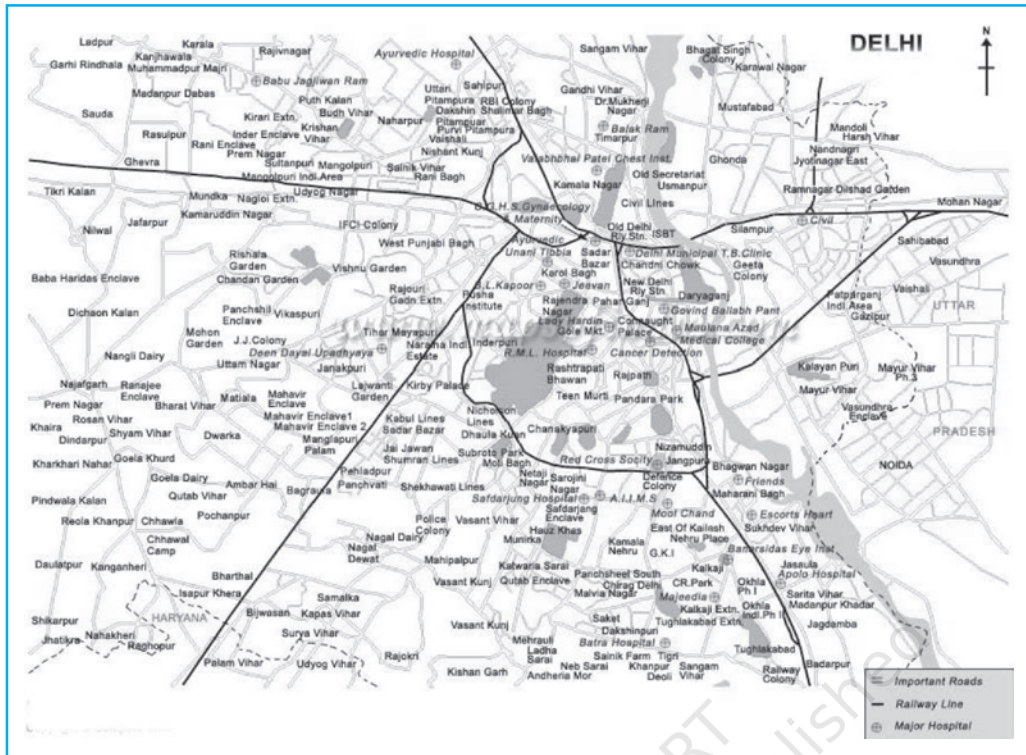 DELHI
N
Ladpur
Karala
Rajivnagar
Kanjhawala
Garhi Rindhala
Muhammadpur Majri
Babu Jagjiwan Ram
Madanpur Dabas
Sauda
Puth Kalan
Kirari Extn.
Budh Vihar
Rasulpur
Inder Enclave
Krishan
Vihar
Rani Enclave
Prem Nagar
Ghevra
Sultanpuri
Mangolpuri
Mangolpuri Indl.Area
Ayurvedic Hospital
Uttari
Pitampura
Sahipur
RBI Colony
Dakshin
Shalimar Bagh
Pitampuar
Naharpur
Purvi Pitampura
Vaishali
Nishant Kunj
Sainik Vihar
Rani Bagh
Sangam Vihar
Gandhi Vihar
Dr.Mukherji
Nagar
Balak Ram
Timarpur
Valabhbhai Patel Chest Inst.
Kamala Nagar
Old Secretariat
Usmanpur
Civil Lines
Bhagat Singh
Colony
Karawal Nagar
Mustafabad
Ghonda
Mandoli
Harsh Vihar
Nandnagri
Jyotinagar East
Ramnagar
Dilshad Garden
Mohan Nagar
Civil
Silampur
Sahibabad
Vasundhra
Geeta
Colony
Vaishali
Patparganj
Indl Area
Gazipur
UTTAR
PRADESH
Tikri Kalan
Mundka
Nagloi Extn.
Udyog Nagar
Jafarpur
Kamaruddin Nagar
Nilwal
IFCI-Colony
West Punjabi Bagh
Rishala
Garden
Vishnu Garden
Baba Haridas Enclave
Chandan Garden
Rajouri
Gadn Extn.
Dichaon Kalan
Panchshil
Enclave
Vikaspuri
Mohon
Garden
J.J.Colony
Tihar
Mayapuri
Deen Dayal Upadhyaya
Nangli Dairy
Uttam Nagar
Janakpuri
Naraina Indl
Estate
G.G.H.S.Gynaecology
& Maternity
Ayurvedic
Unani Tibbia
Old Delhi
Rly Stn.
ISBT
Sadar
Bazar
Delhi Municipal T.B.Clinic
Chandni Chowk
Karol Bagh
B.L.Kapoor
Jeevan
New Delhi
Rly Stn.
Pusha
Institute
Rajendra
Nagar
Pahar Ganj
Daryaganj
Govind Ballabh Pant
Lady Hardin
Gole Mkt.
Connaught
Palace
Maulana Azad
Medical College
Inderpuri
R.M.L. Hospital
Cancer Detection
Rashtrapati
Bhawan
Rajpath
Teen Murti
Pandara Park
Kalayan Puri
Mayur Vihar
Ph.3
Mayur Vihar
Vasundhra
Enclave
NOIDA
Najafgarh
Ranajee
Enclave
Matiala
Mahavir
Enclave
Lajwanti
Garden
Kirby Palace
Prem Nagar
Bharat Vihar
Rosan Vihar
Mahavir Enclave1
Mahavir Enclave 2
Kabul Lines
Sadar Bazar
Nicholson
Lines
Chanakyapuri
Khaira
Dindarpur
Shyam Vihar
Dwarka
Manglapuri
Palam
Dhaula Kuan
Nizamuddin
Jai Jawan
Shumran Lines
Subroto Park
Moti Bagh
Red Cross Socity
Jangpura
Kharkhari Nahar
Goela Khurd
Goela Dairy
Ambar Hai
Pehladpur
Panchvati
Bhagwan Nagar
Pindwala Kalan
Qutab Vihar
Bagraula
Shekhawati Lines
Netaji
Nagar
Sarojini
Nagar
Defence
Colony
Friends
Maharani Bagh
Safdarjung Hospital
A.I.I.M.S
Reola Khanpur
Chhawla
Pochanpur
Police
Colony
Vasant Vihar
Safdarjang
Enclave
Mool Chand
Escorts Heart
Hauz Khas
East Of Kailash
Sukhdev Vihar
Chhawal
Camp
Nagal Dairy
Munirka
Nehru Place
Nagal
Dewat
Kamala
Nehru
G.K.I
Banarsidas Eye Inst
Daulatpur
Kanganheri
Mahipalpur
Katwaria Sarai
Kalkaji
Jasaula
Bharthal
Vasant Kunj
Qutab Enclave
Panchsheel South
Chirag Delhi
Apolo Hospital
Isapur Khera
Malvia Nagar
CR.Park
Okhla
Ph I
Sarita Vihar
Samalka
Majeedia
Madanpur Khadar
HARYANA
Bijwasan
Kapas Vihar
Kalkaji Extn.
Okhla
Indl.Ph II
Shikarpur
Saket
Tughlakabad Extn.
Jagdamba
Vasant Kunj
Surya Vihar
Dakshinpuri
Jhatikra
Nahakheri
Raghopur
Mehrauli
Ladha
Sarai
Batra Hospital
Tughlakabad
Rajokri
Sainik Farm
Tigri
Palam Vihar
Udyog Vihar
Kishan Garh
Neb Sarai
Andheria Mor
Khanpur
Deoli
Sangam
Vihar
Railway
Colony
Badarpur
Important Roads
Railway Line
Major Hospital